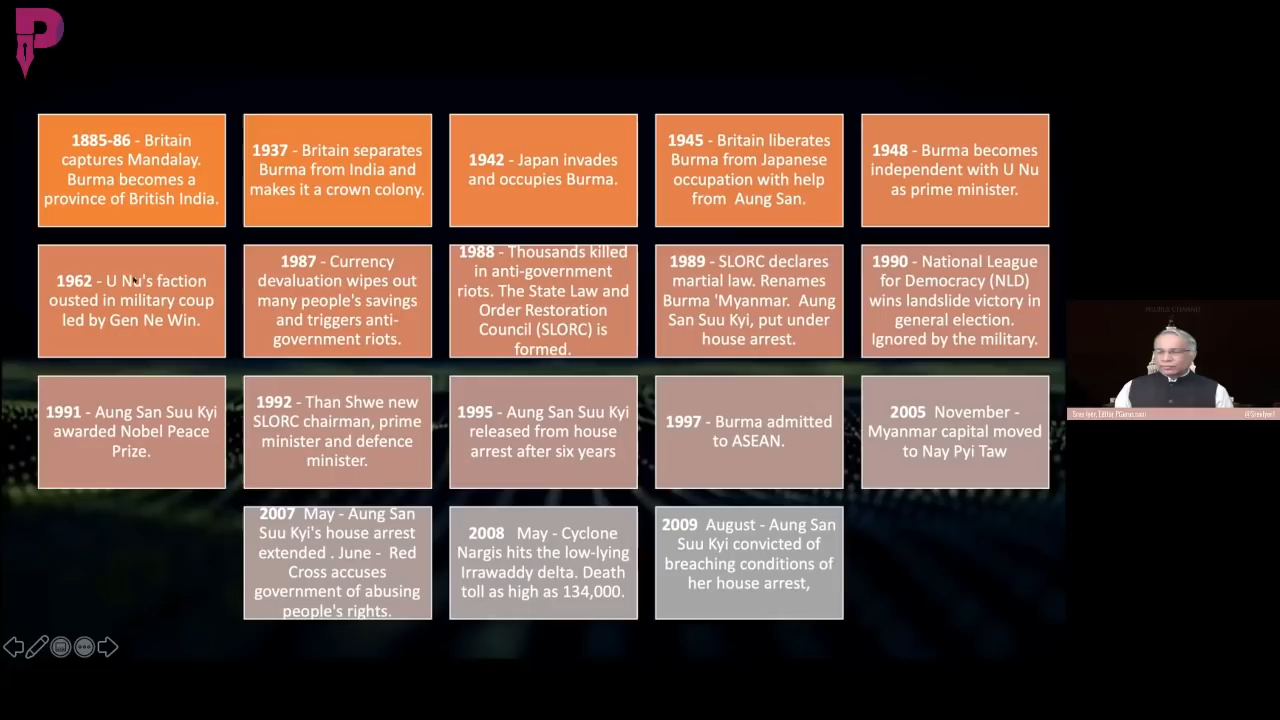 1885-86 - Britain
captures Mandalay.
Burma becomes a
province of British India.
1937 - Britain separates
Burma from India and
makes it a crown colony.
1942 - Japan invades
and occupies Burma.
1945 - Britain liberates
Burma from Japanese
occupation with help
from Aung San.
1948 - Burma becomes
independent with U Nu
as prime minister.
1962 - U Nu's faction
ousted in military coup
led by Gen Ne Win.
1987 - Currency
devaluation wipes out
many people's savings
and triggers anti-
government riots.
1988 - Thousands killed
in anti-government
riots. The State Law and
Order Restoration
Council (SLORC) is
formed.
1989 - SLORC declares
martial law. Renames
Burma 'Myanmar. Aung
San Suu Kyi, put under
house arrest.
1990 - National League
for Democracy (NLD)
wins landslide victory in
general election.
Ignored by the military.
1991 - Aung San Suu Kyi
awarded Nobel Peace
Prize.
1992 - Than Shwe new
SLORC chairman, prime
minister and defence
minister.
1995 - Aung San Suu Kyi
released from house
arrest after six years
1997 - Burma admitted
to ASEAN.
2005 November -
Myanmar capital moved
to Nay Pyi Taw
2007 May - Aung San
Suu Kyi's house arrest
extended . June - Red
Cross accuses
government of abusing
people's rights.
2008 May - Cyclone
Nargis hits the low-lying
Irrawaddy delta. Death
toll as high as 134,000.
2009 August - Aung San
Suu Kyi convicted of
breaching conditions of
her house arrest,
Sree Iyer, Editor PGurus.com